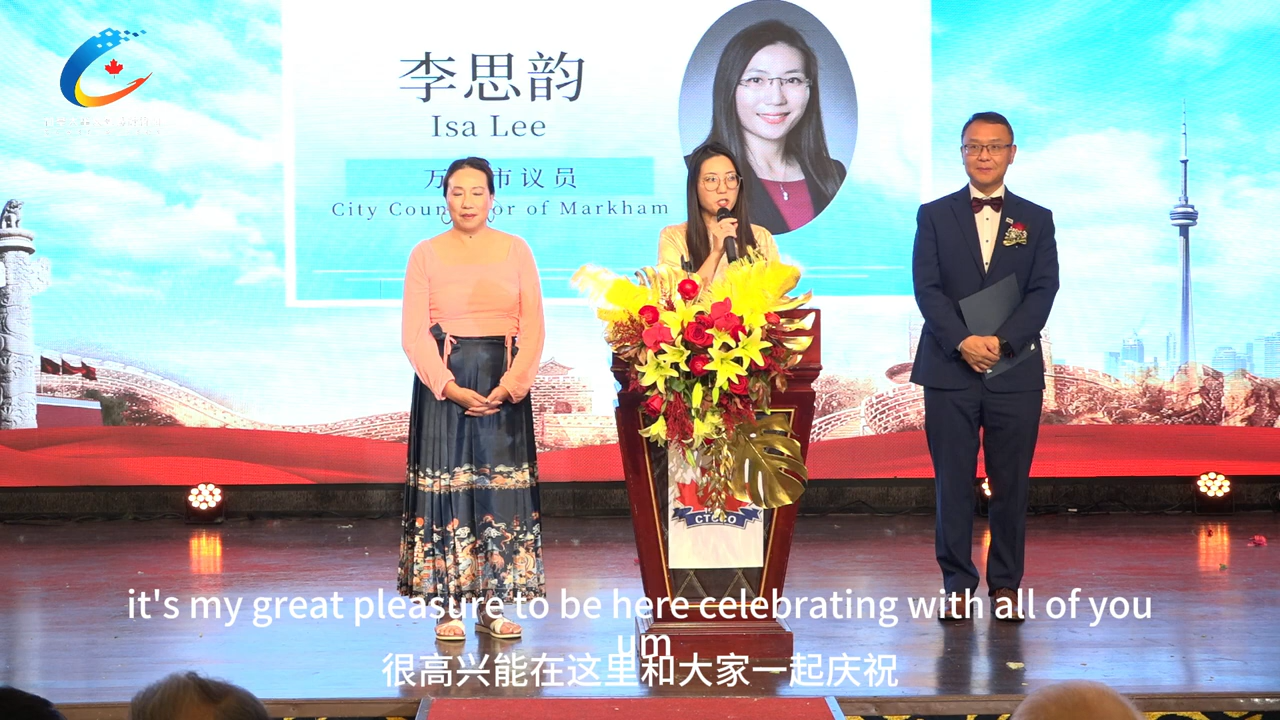 李思韵
Isa Lee
市议员
of Markham
CTCCO
it's my great pleasure to be here celebrating with all of you
um
很高兴能在这里和大家一起庆祝